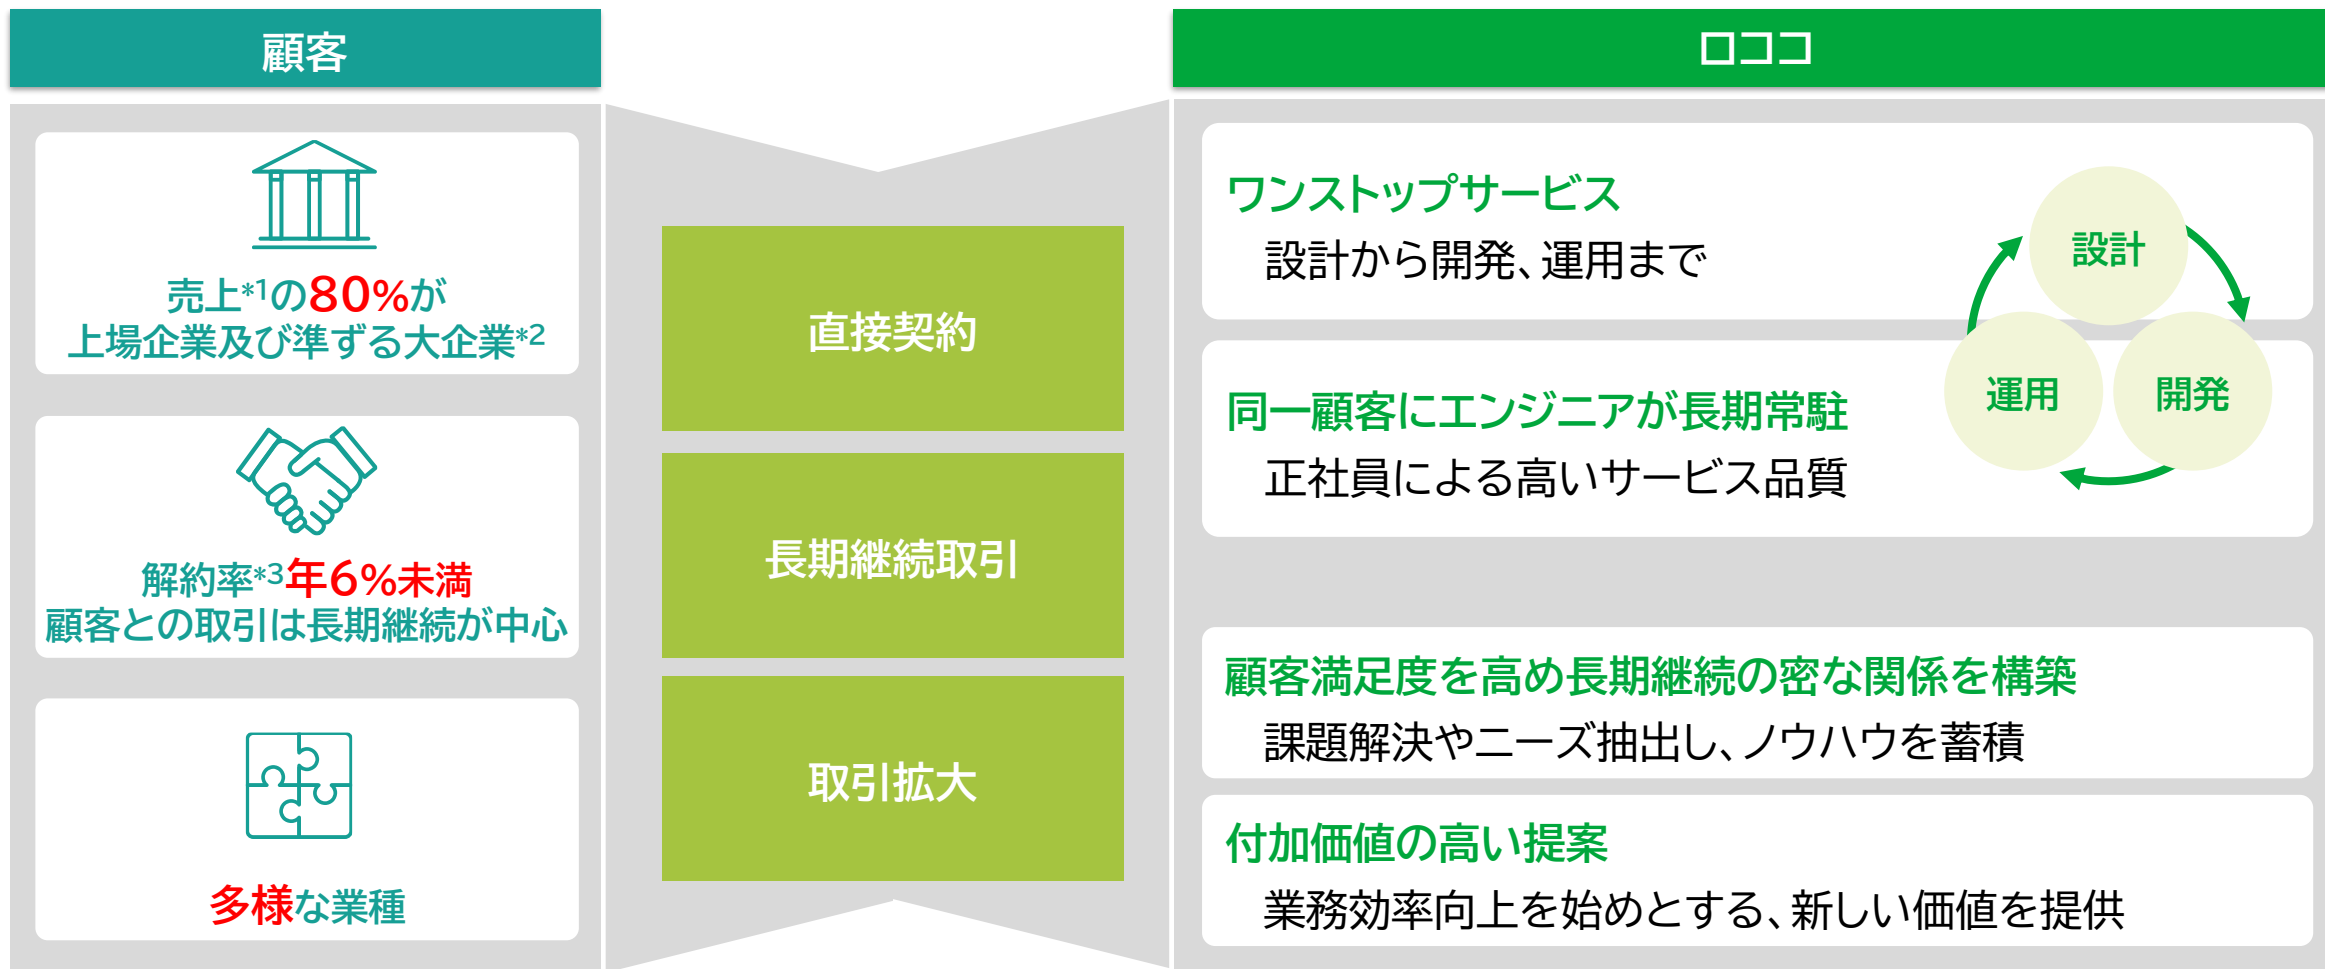 顧客
売上*1の80%が
上場企業及び準ずる大企業*2
解約率*3年6%未満
顧客との取引は長期継続が中心
多様な業種
直接契約
長期継続取引
取引拡大
ロココ
ワンストップサービス
設計から開発、運用まで
同一顧客にエンジニアが長期常駐
正社員による高いサービス品質
設計
運用
開発
顧客満足度を高め長期継続の密な関係を構築
課題解決やニーズ抽出し、ノウハウを蓄積
付加価値の高い提案
業務効率向上を始めとする、新しい価値を提供